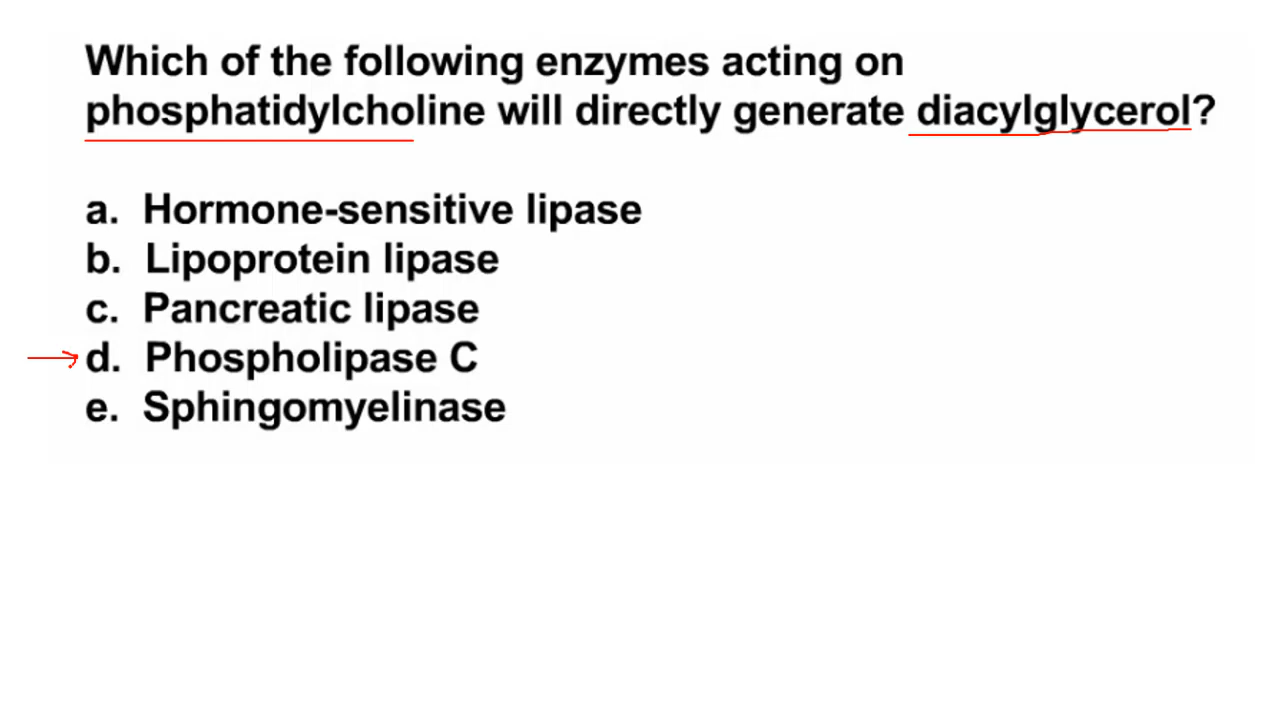 Which of the following enzymes acting on
phosphatidylcholine will directly generate diacylglycerol?
a. Hormone-sensitive lipase
b. Lipoprotein lipase
c. Pancreatic lipase
d. Phospholipase C
e. Sphingomyelinase